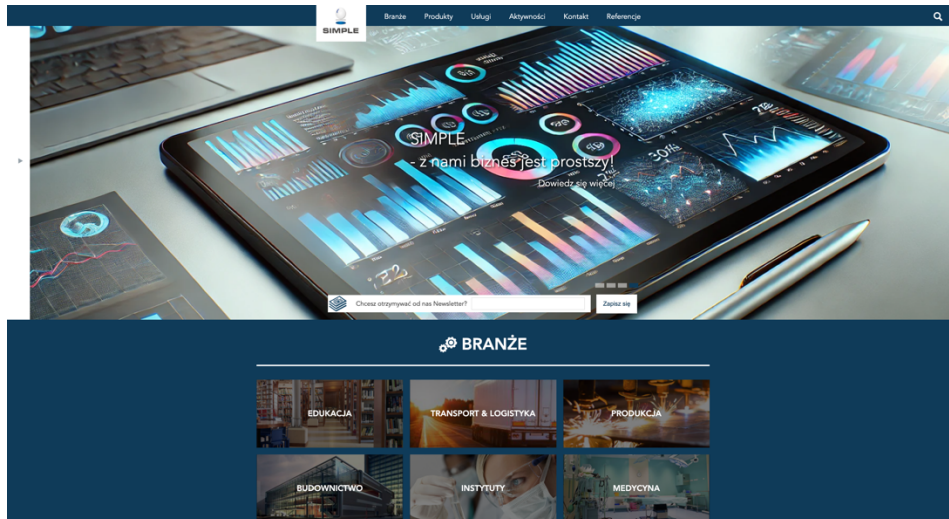 SIMPLE
Branże Produkty Usługi Aktywności Kontakt Referencje
SIMPLE
- z nami biznes jest prostszy!
Dowiedz się więcej
Chcesz otrzymywać od nas Newsletter? Zapisz się
BRANŻE
EDUKACJA TRANSPORT & LOGISTYKA PRODUKCJA
BUDOWNICTWO INSTYTUTY MEDYCYNA